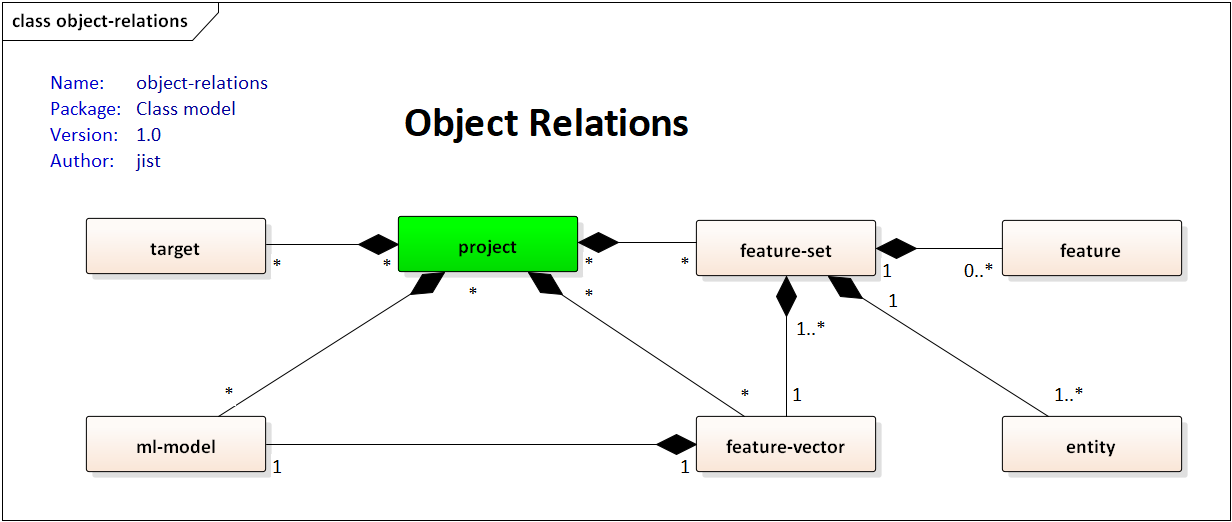 class object-relations
Name: object-relations
Package: Class model
Version: 1.0
Author: jist
Object Relations
target
project
feature-set
feature
* * * * 1 0..*
* * 1
1..*
* * 1 1..*
ml-model
feature-vector
entity
1 1